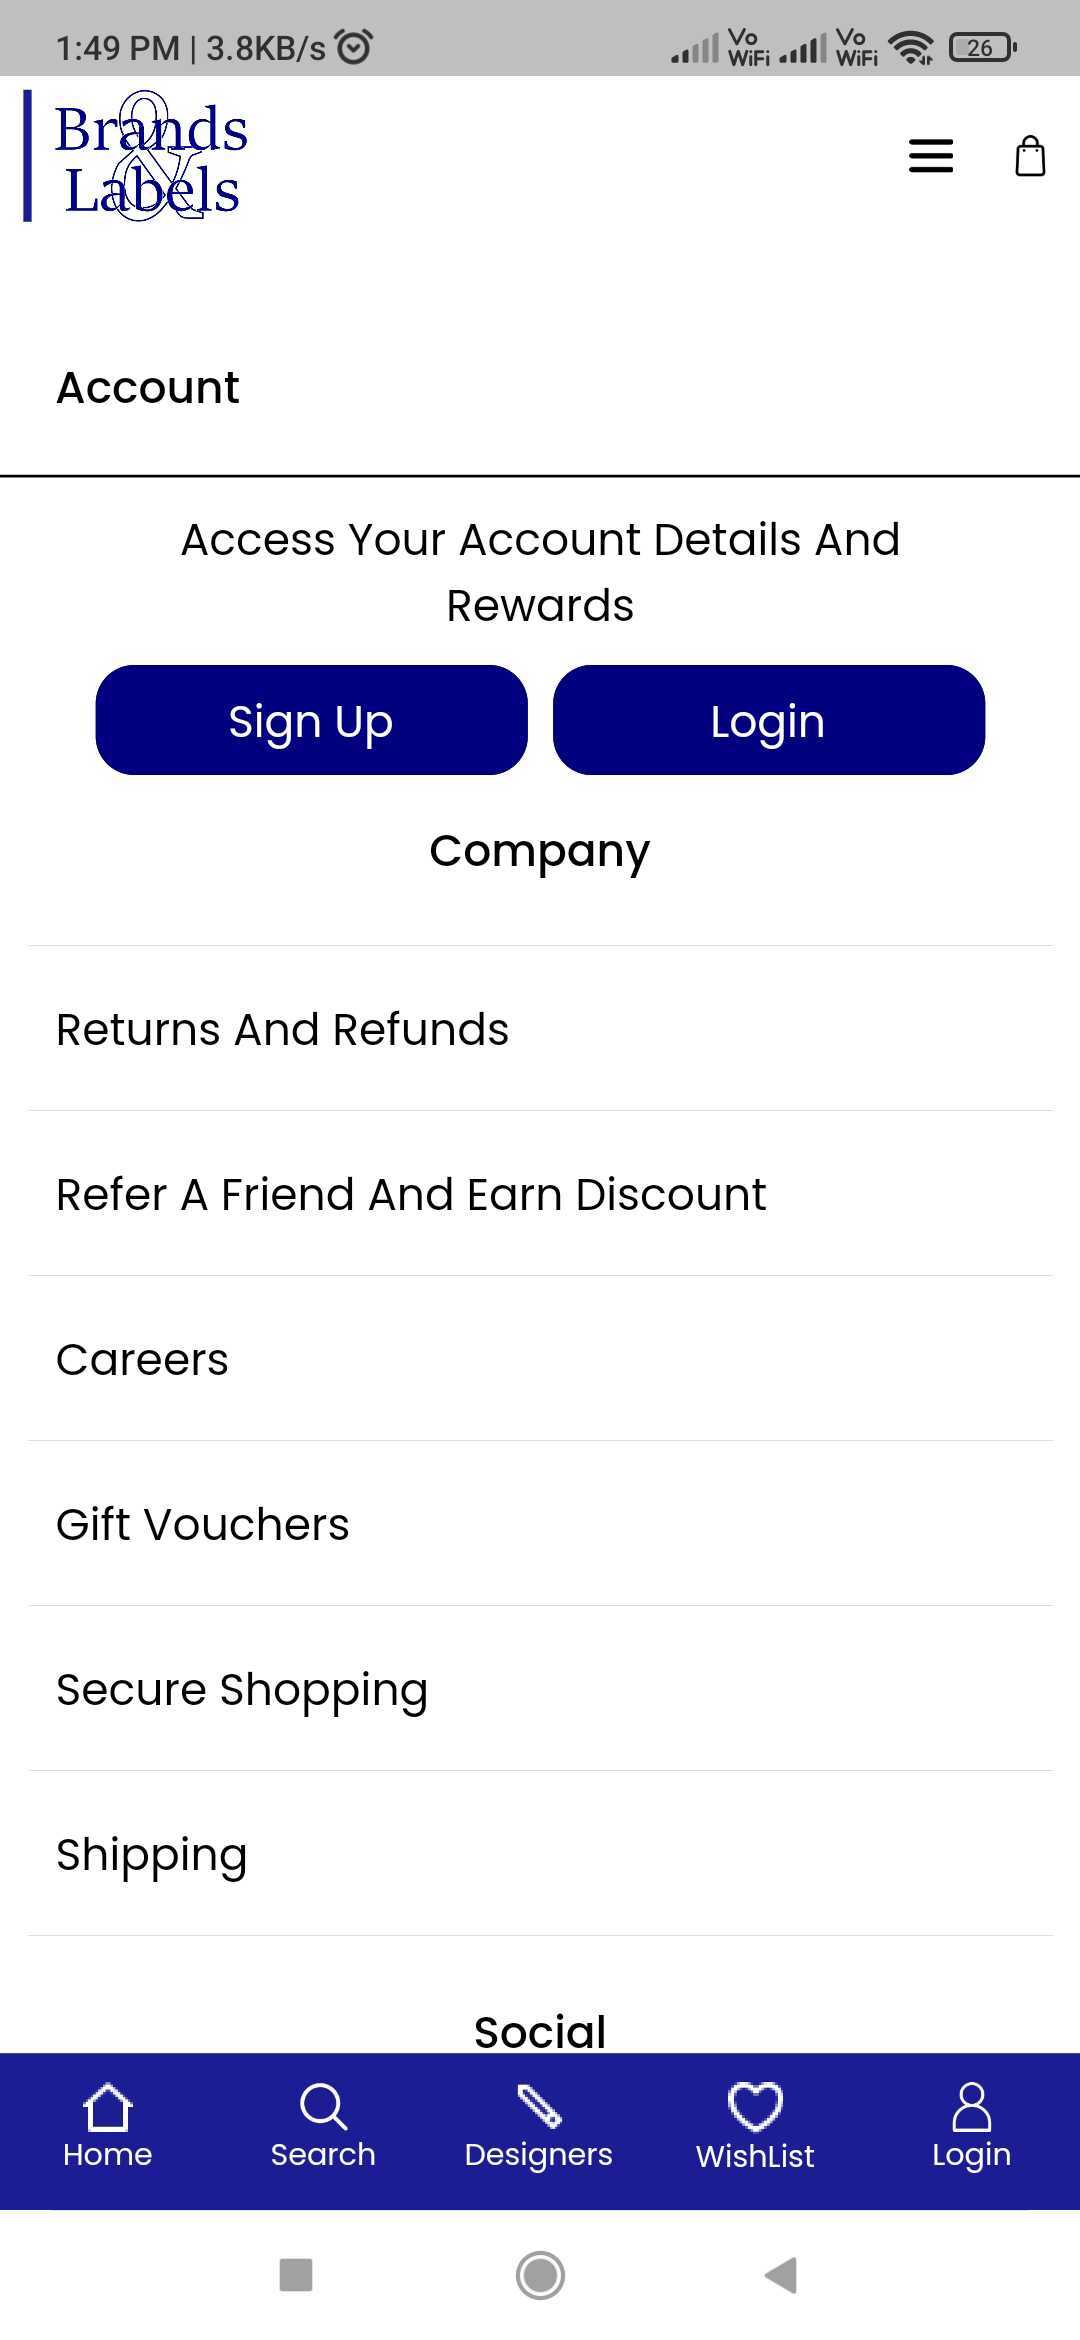 1:49 PM | 3.8KB/s
Vo WiFi Vo WiFi 26
Brands
&
Labels
Account
Access Your Account Details And
Rewards
Sign Up Login
Company
Returns And Refunds
Refer A Friend And Earn Discount
Careers
Gift Vouchers
Secure Shopping
Shipping
Social
Home Search Designers WishList Login